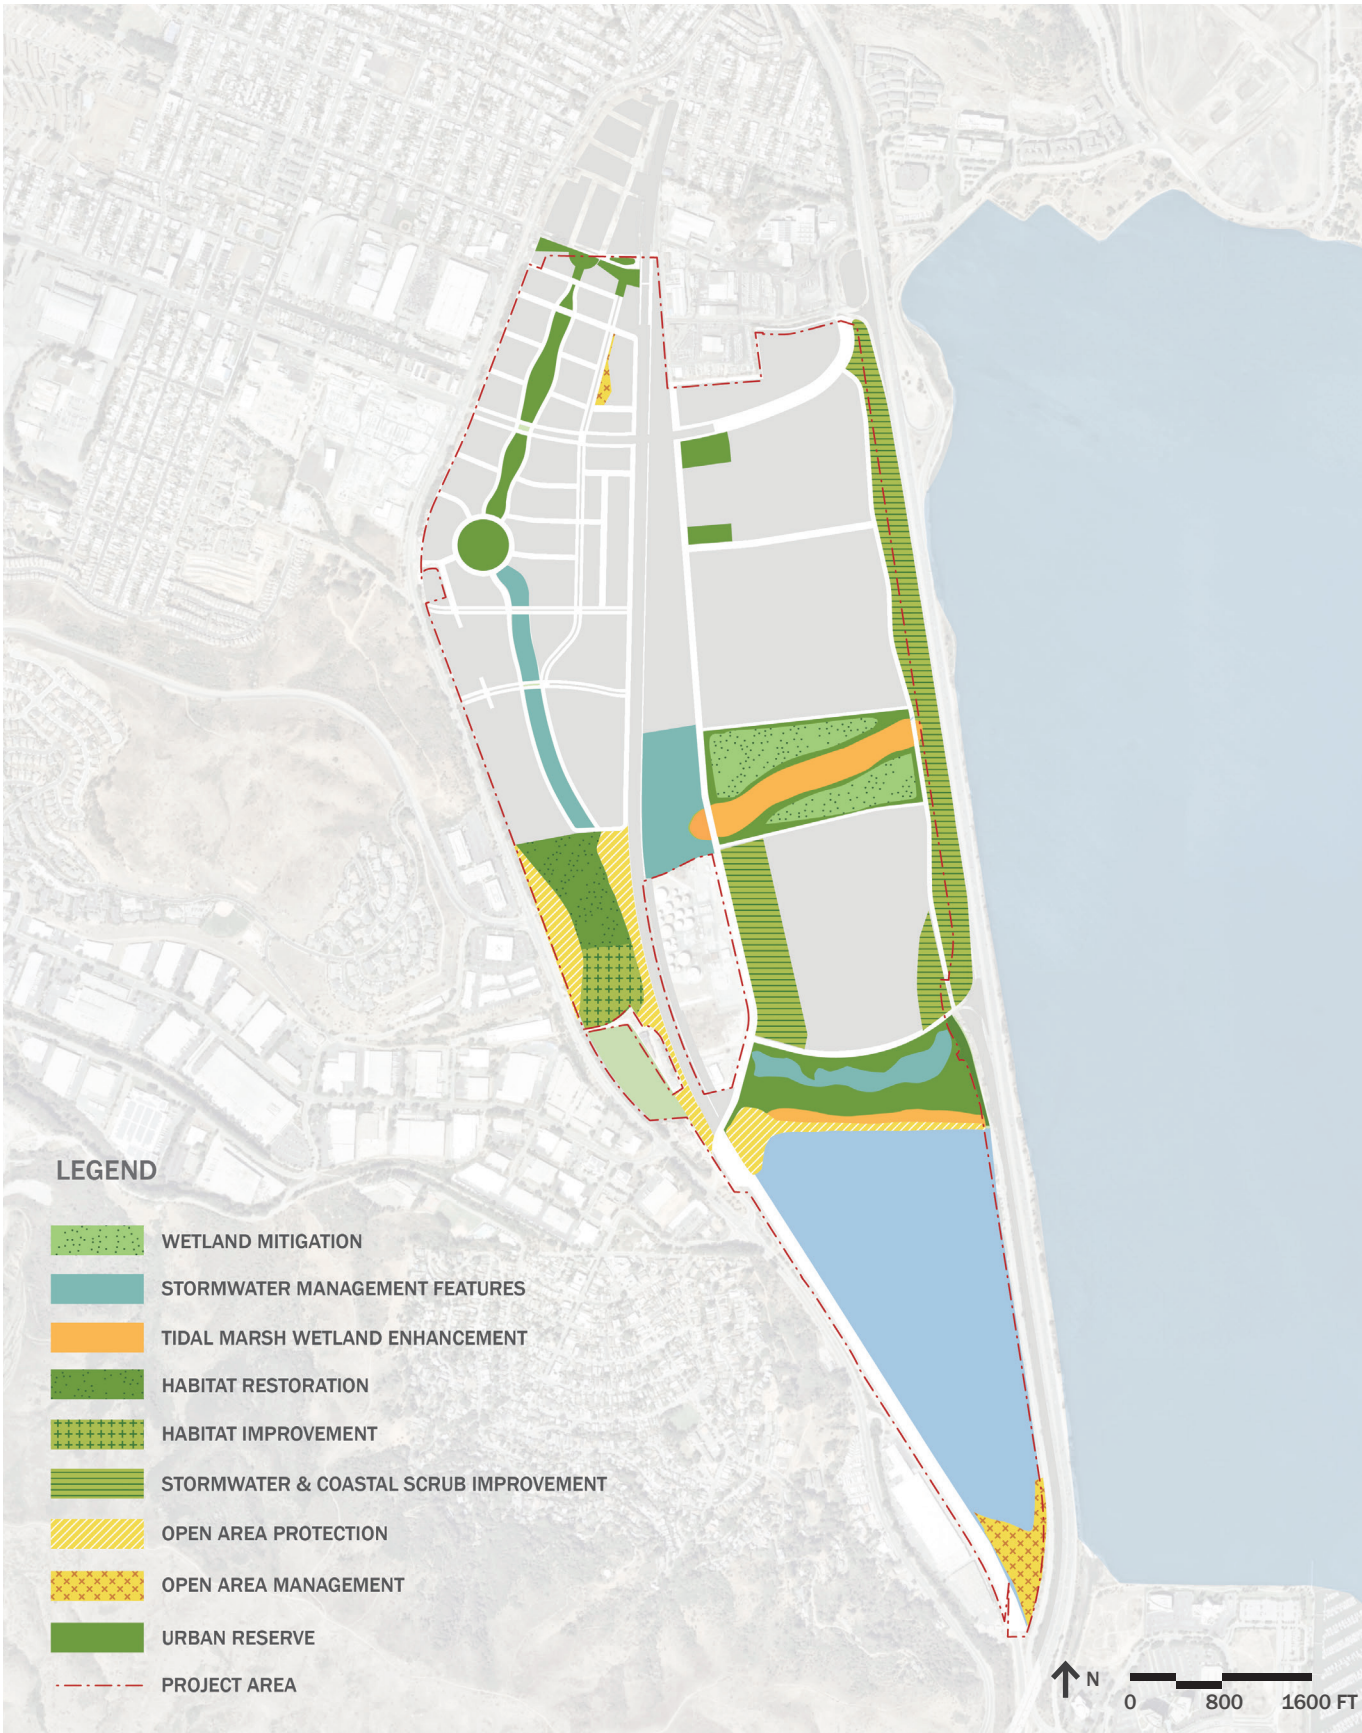 LEGEND
WETLAND MITIGATION
STORMWATER MANAGEMENT FEATURES
TIDAL MARSH WETLAND ENHANCEMENT
HABITAT RESTORATION
HABITAT IMPROVEMENT
STORMWATER & COASTAL SCRUB IMPROVEMENT
OPEN AREA PROTECTION
OPEN AREA MANAGEMENT
URBAN RESERVE
PROJECT AREA
N
0 800 1600 FT